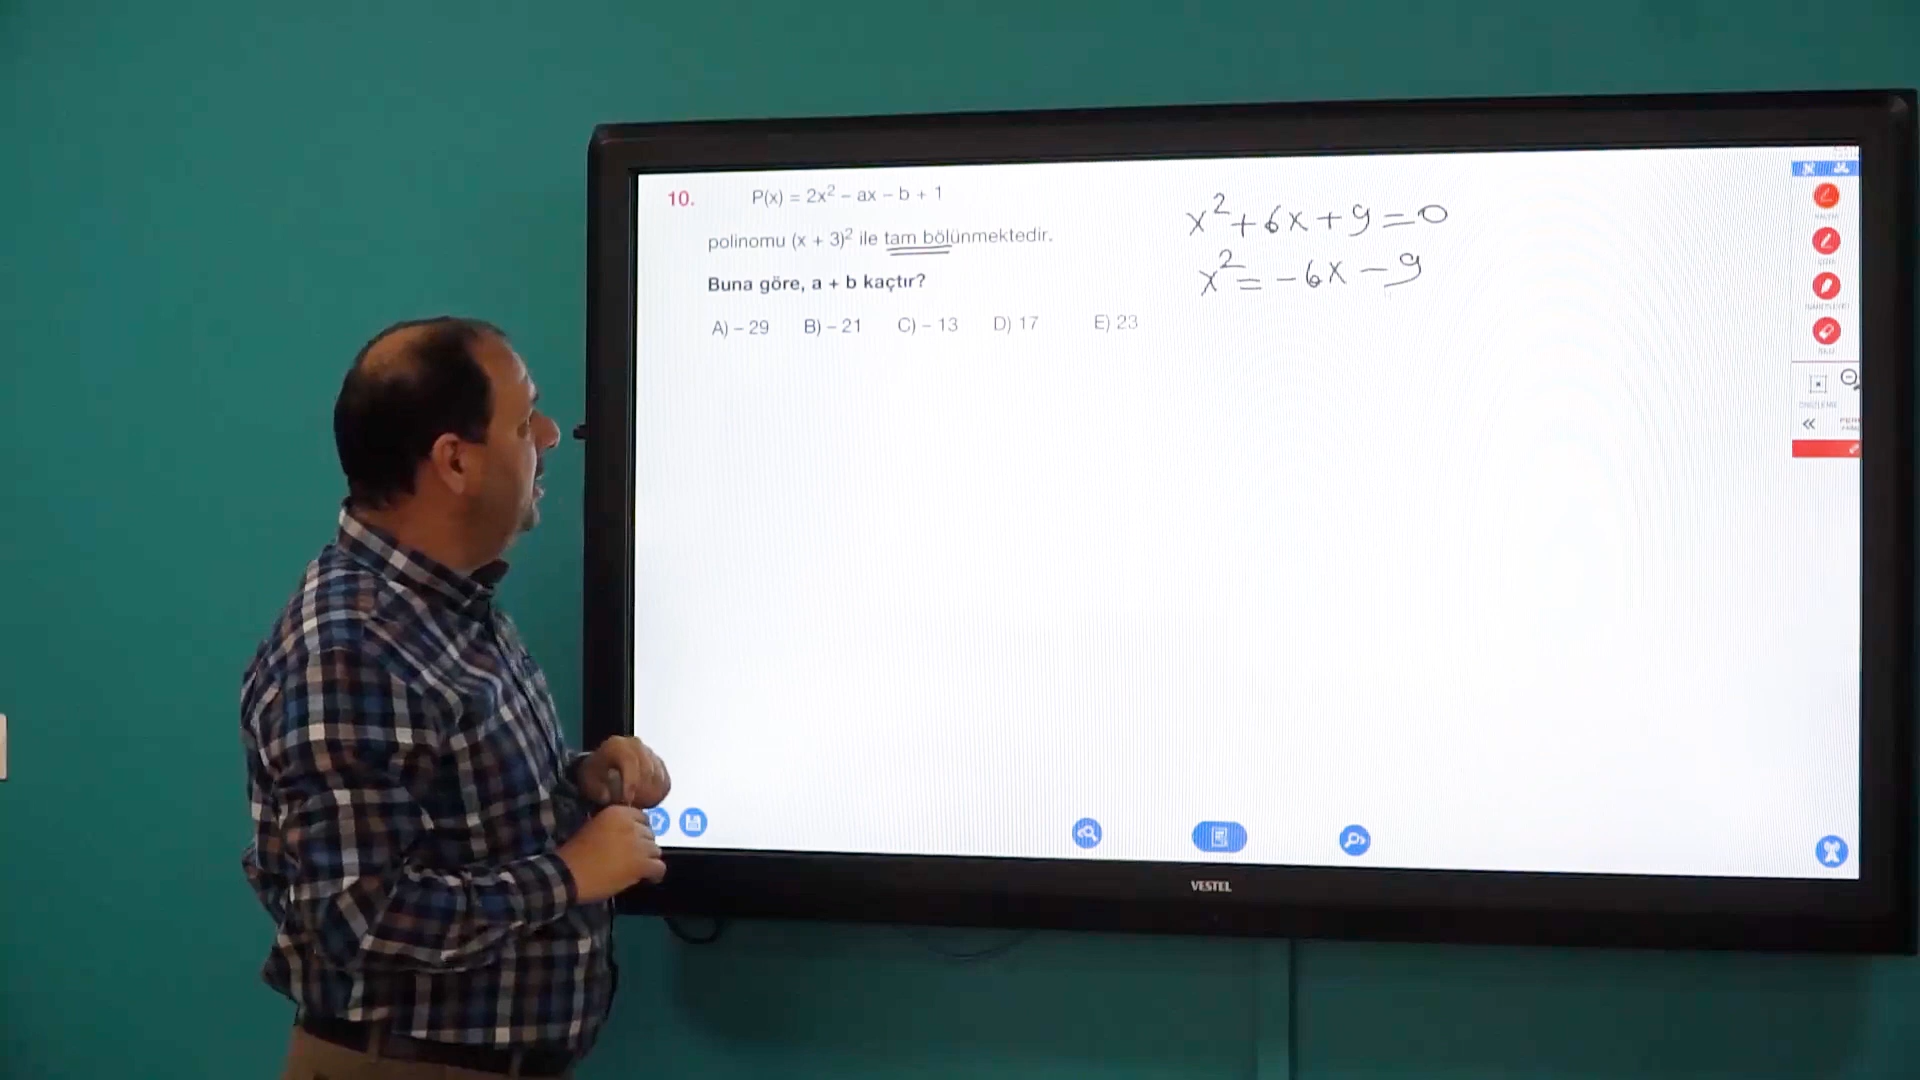 10. P(x) = 2x² – ax – b + 1
polinomu (x + 3)² ile tam bölünmektedir.
Buna göre, a + b kaçtır?
A) – 29 B) – 21 C) – 13 D) 17 E) 23
x² + 6x + 9 = 0
x² = – 6x – 9
VESTEL